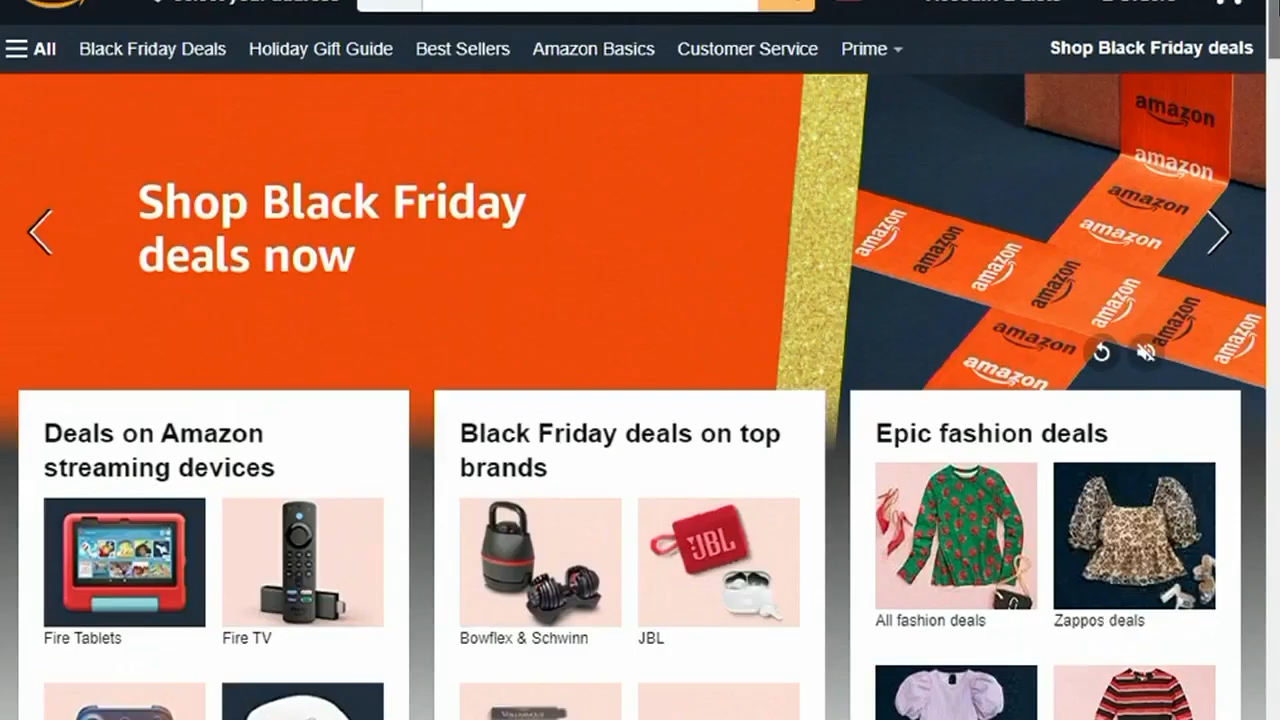 All
Black Friday Deals
Holiday Gift Guide
Best Sellers
Amazon Basics
Customer Service
Prime
Shop Black Friday deals
Shop Black Friday
deals now
amazon
amazon
amazon
amazon
amazon
amazon
amazon
amazon
amazon
amazon
amazon
amazon
amazon
Deals on Amazon
streaming devices
Black Friday deals on top
brands
Epic fashion deals
JBL
Fire Tablets
Fire TV
Bowflex & Schwinn
JBL
All fashion deals
Zappos deals